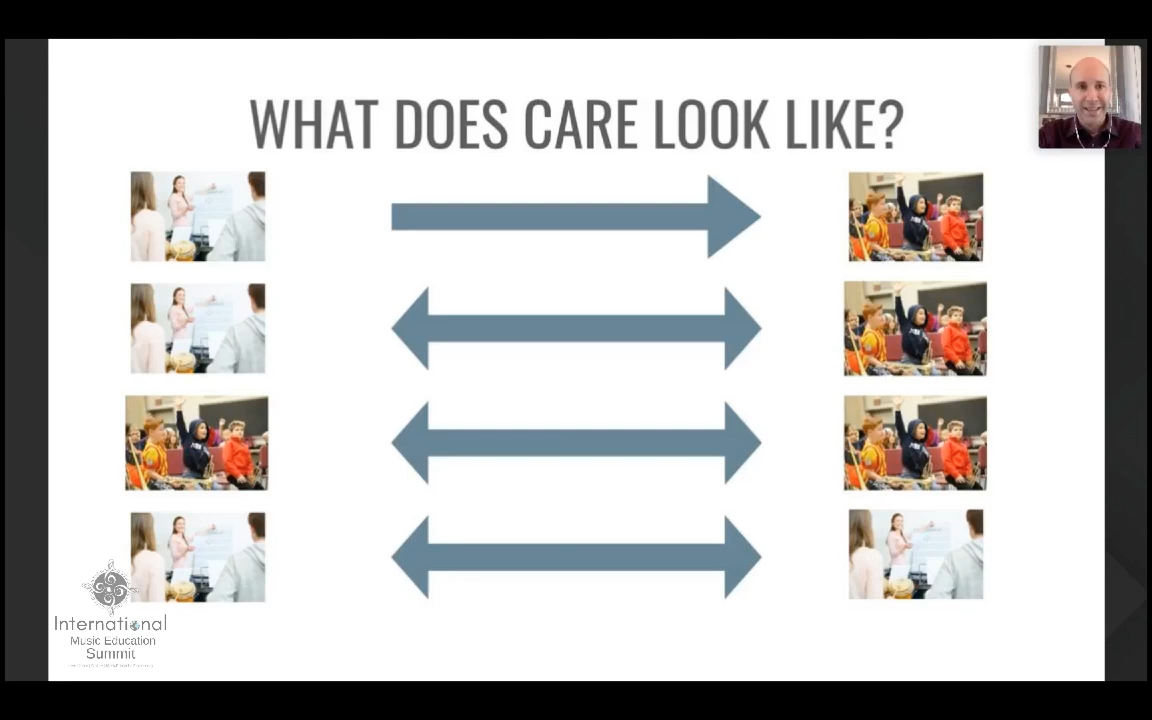 WHAT DOES CARE LOOK LIKE?
International
Music Education
Summit